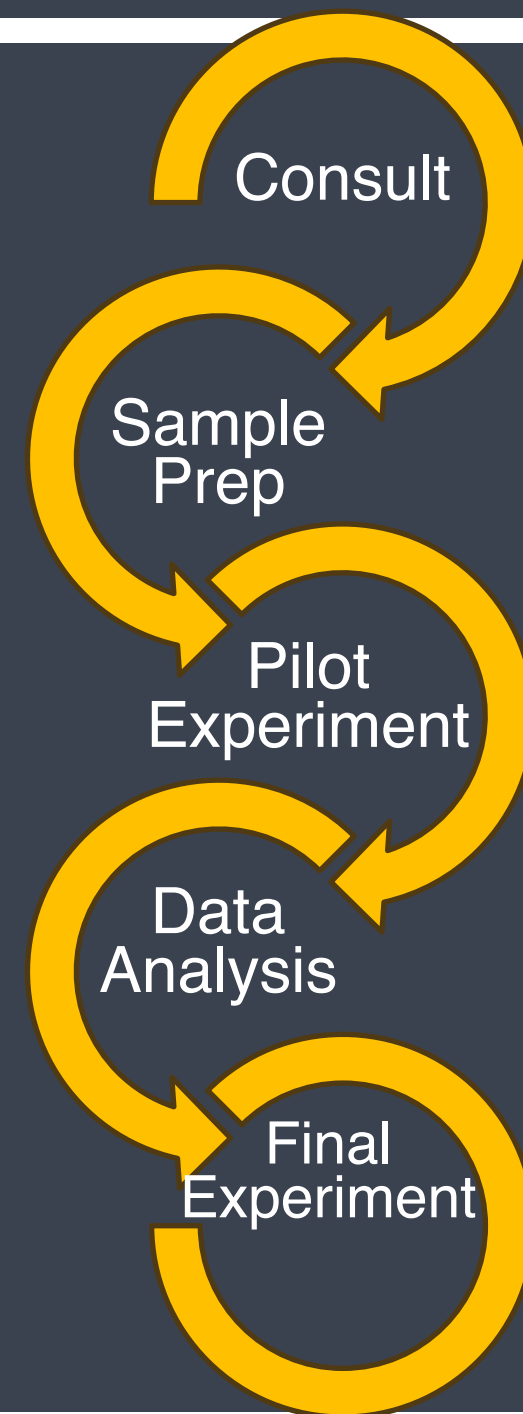 Consult
Sample
Prep
Pilot
Experiment
Data
Analysis
Final
Experiment